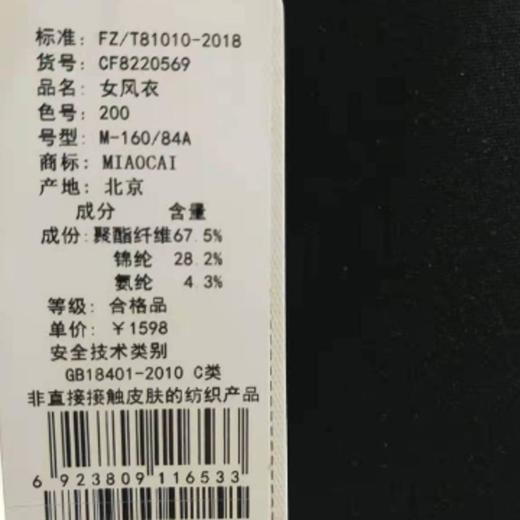 标准: FZ/T81010-2018
货号: CF8220569
品名: 女风衣
色号: 200
号型: M-160/84A
商标: MIAOCAI
产地: 北京
成分 含量
成份:聚酯纤维67.5%
锦纶 28.2%
氨纶 4.3%
等级: 合格品
单价: ¥1598
安全技术类别
GB18401-2010 C类
非直接接触皮肤的纺织产品
6 923809 116533